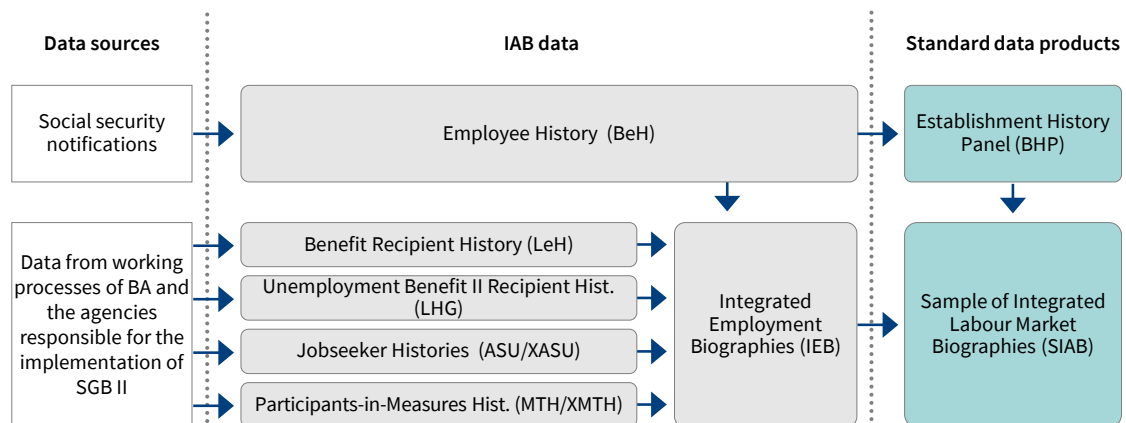 Data sources
IAB data
Standard data products
Social security
notifications
Employee History (BeH)
Establishment History
Panel (BHP)
Data from working
processes of BA and
the agencies
responsible for the
implementation of
SGB II
Benefit Recipient History (LeH)
Unemployment Benefit II Recipient Hist.
(LHG)
Jobseeker Histories (ASU/XASU)
Participants-in-Measures Hist. (MTH/XMTH)
Integrated
Employment
Biographies (IEB)
Sample of Integrated
Labour Market
Biographies (SIAB)